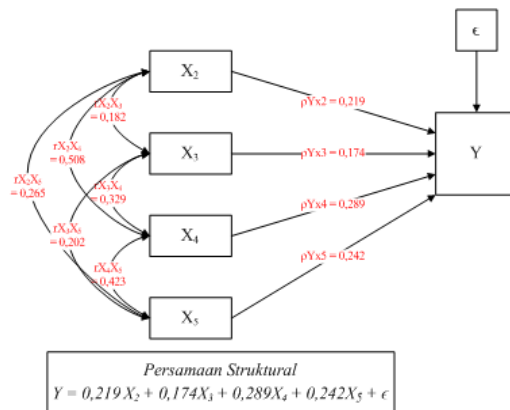 ϵ
X₂
rX₂X₃
=0,182
ρYx2 = 0,219
rX₂X₄
=0,508
Y
X₃
ρYx3 = 0,174
rX₂X₅
=0,265
rX₃X₄
=0,329
ρYx4 = 0,289
rX₃X₅
= 0,202
X₄
rX₄X₅
=0,423
ρYx5 = 0,242
X₅
Persamaan Struktural
Y = 0,219 X₂ + 0,174X₃ + 0,289X₄ + 0,242X₅ + ϵ